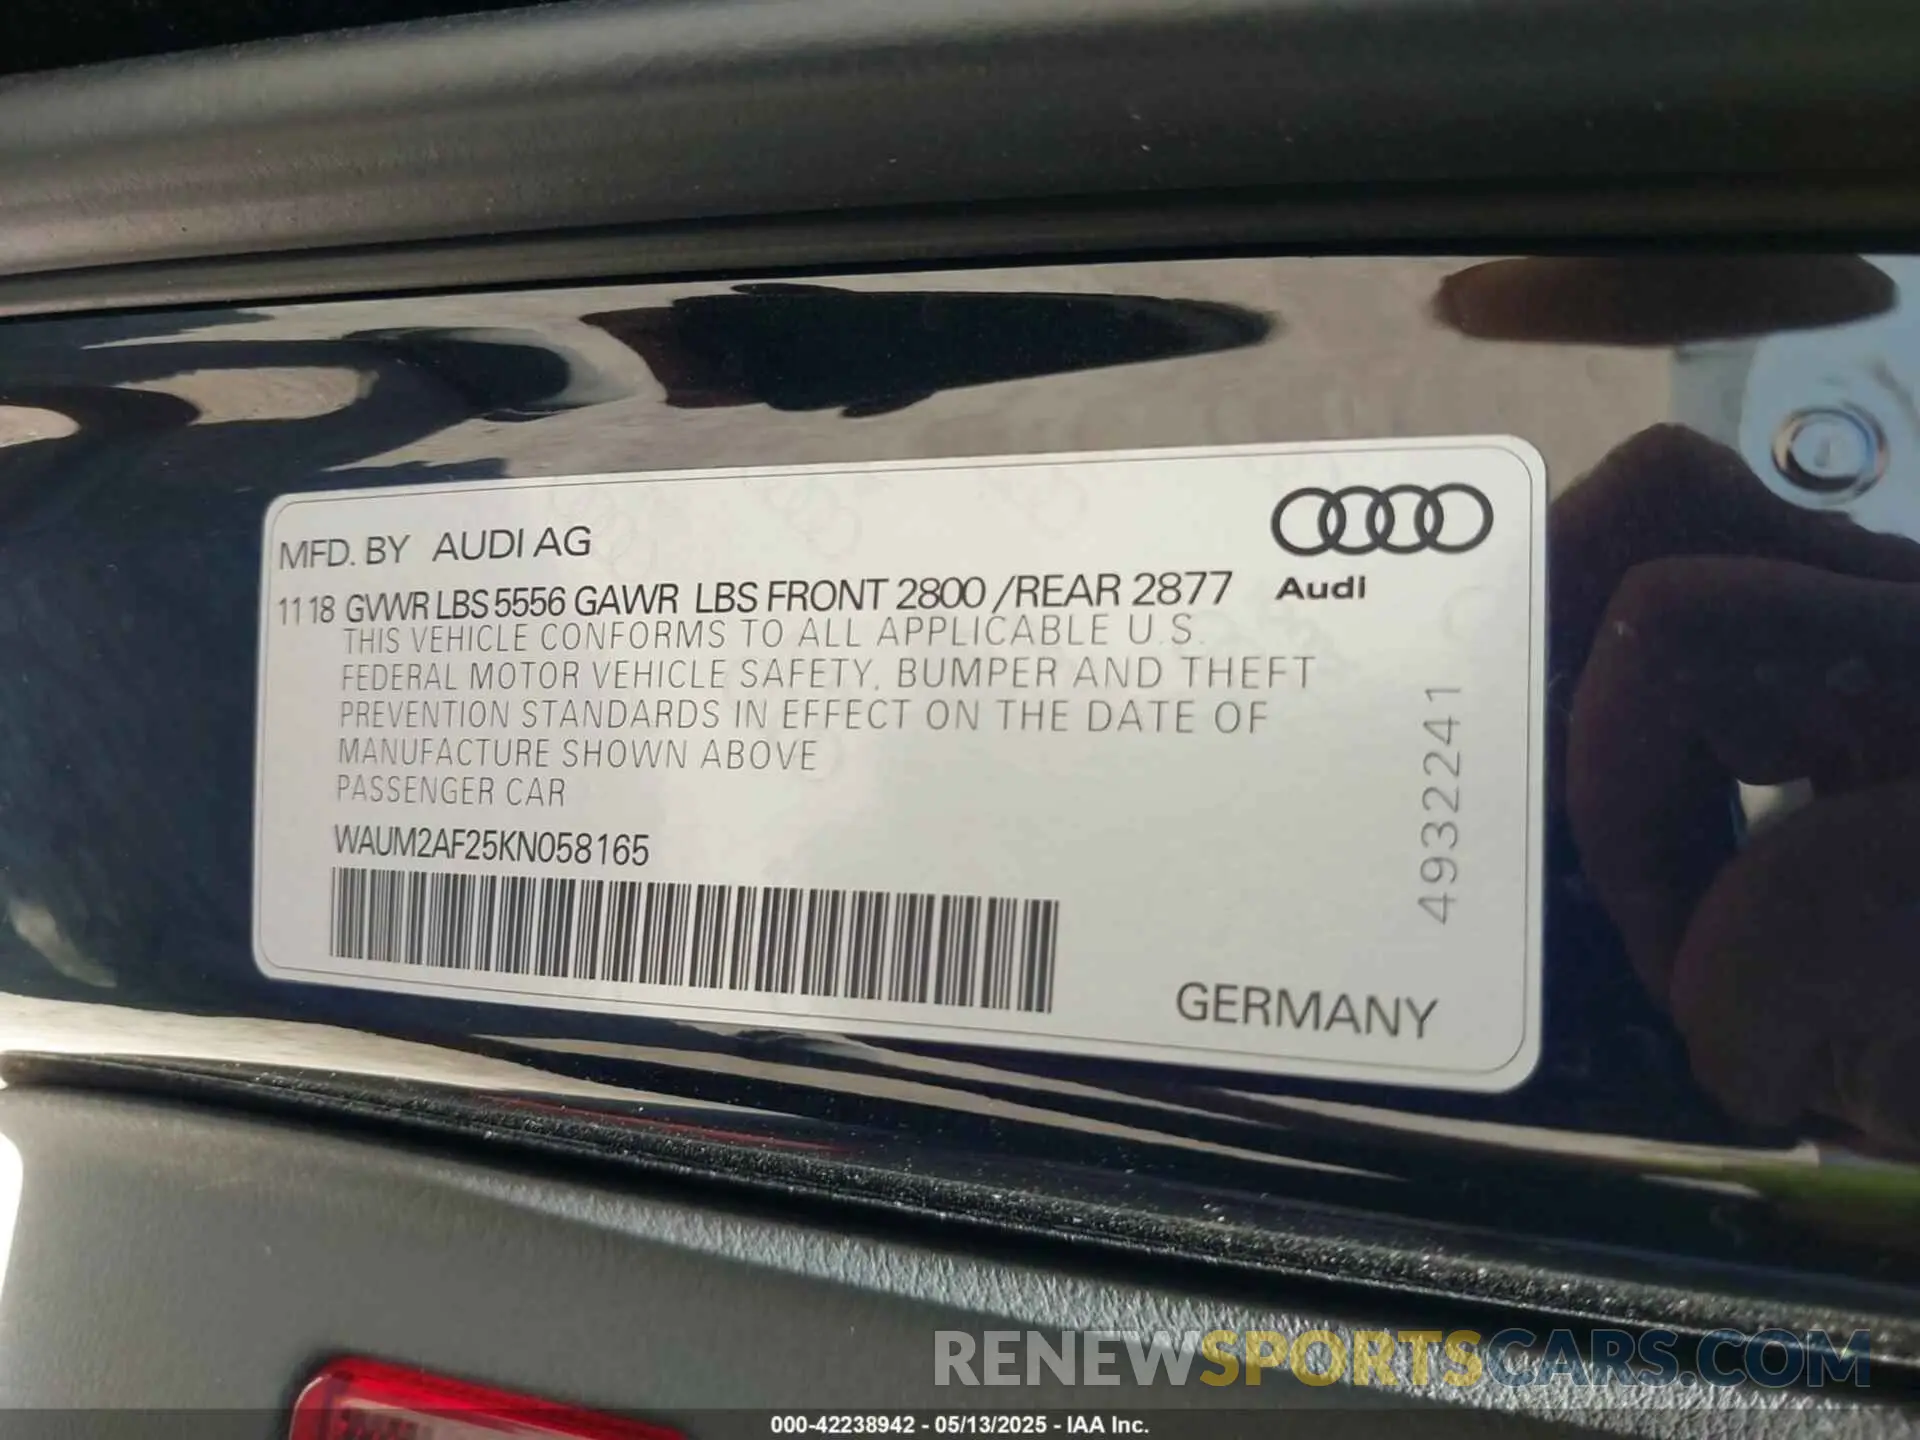 MFD. BY AUDI AG
Audi
11 18 GVWR LBS 5556 GAWR LBS FRONT 2800 /REAR 2877
THIS VEHICLE CONFORMS TO ALL APPLICABLE U.S.
FEDERAL MOTOR VEHICLE SAFETY, BUMPER AND THEFT
PREVENTION STANDARDS IN EFFECT ON THE DATE OF
MANUFACTURE SHOWN ABOVE
PASSENGER CAR
WAUM2AF25KN058165
4932241
GERMANY
RENEWSPORTSCARS.COM
000-42238942 - 05/13/2025 - IAA Inc.